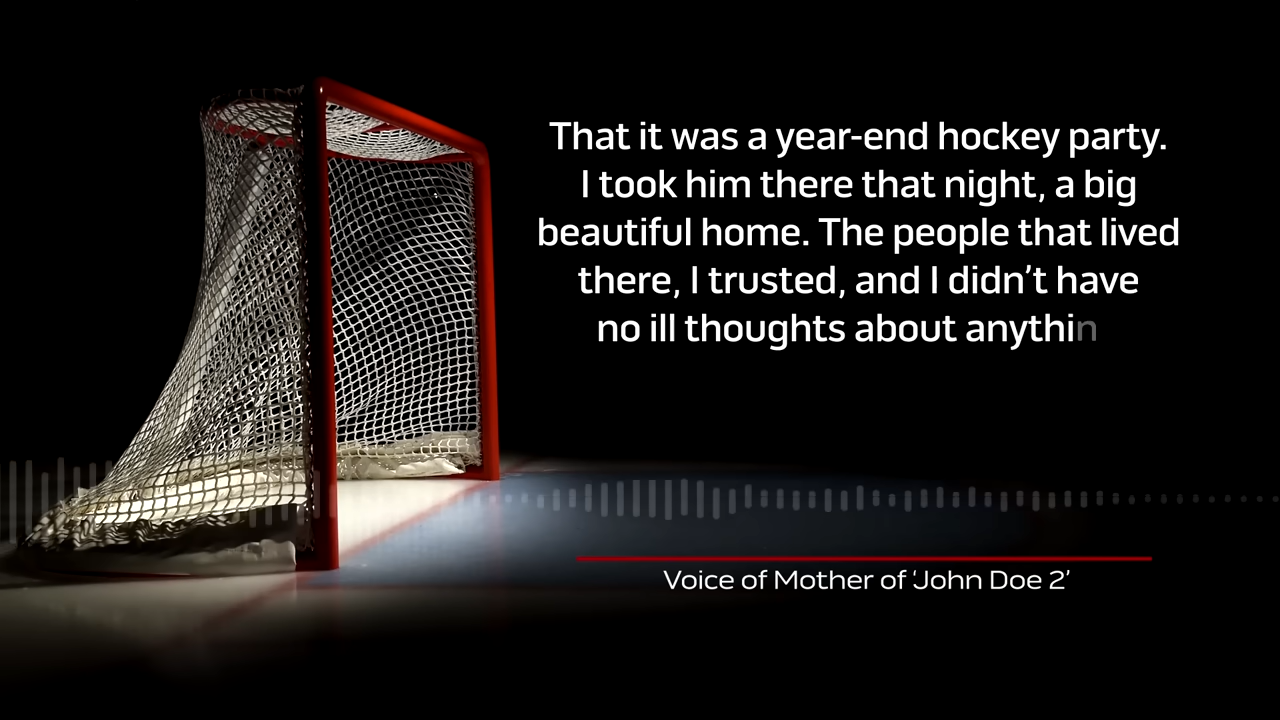 That it was a year-end hockey party.
I took him there that night, a big
beautiful home. The people that lived
there, I trusted, and I didn’t have
no ill thoughts about anythin
Voice of Mother of ‘John Doe 2’